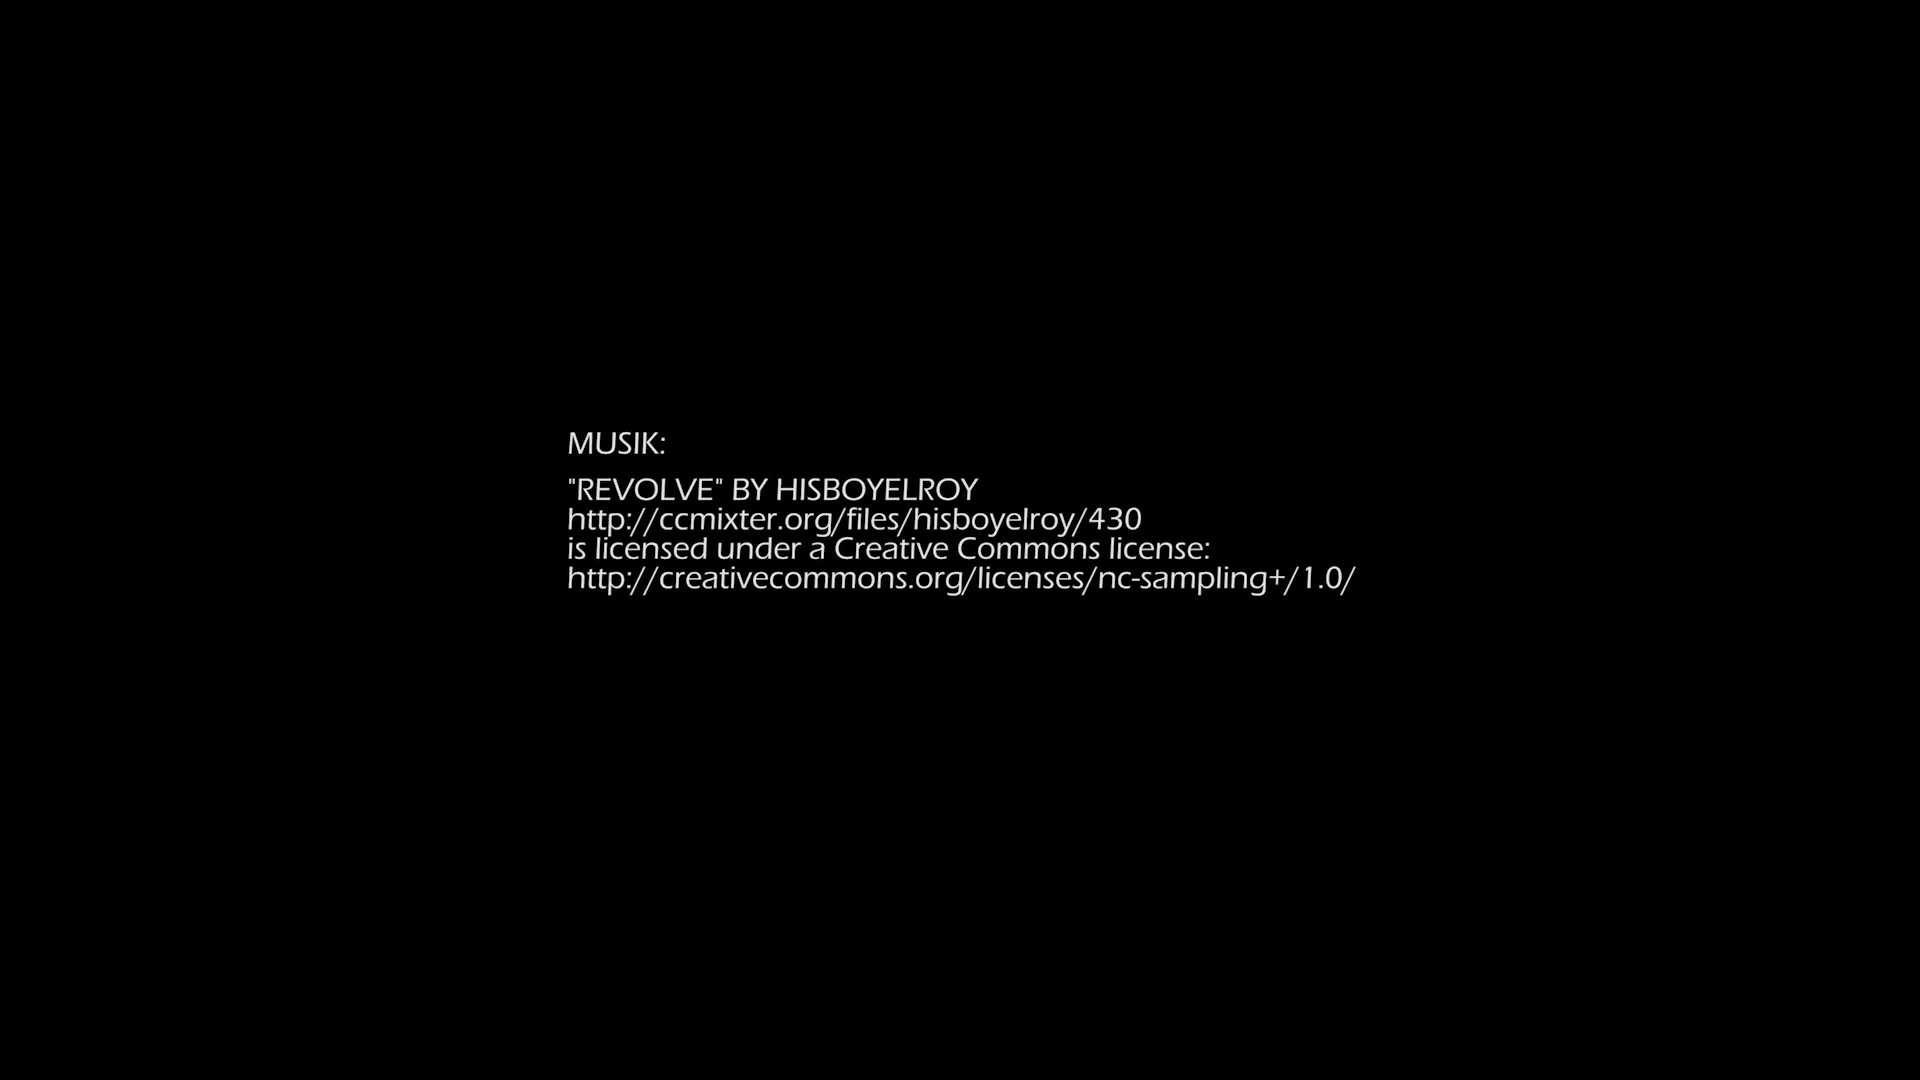 MUSIK:
"REVOLVE" BY HISBOYELROY
http://ccmixter.org/files/hisboyelroy/430
is licensed under a Creative Commons license:
http://creativecommons.org/licenses/nc-sampling+/1.0/